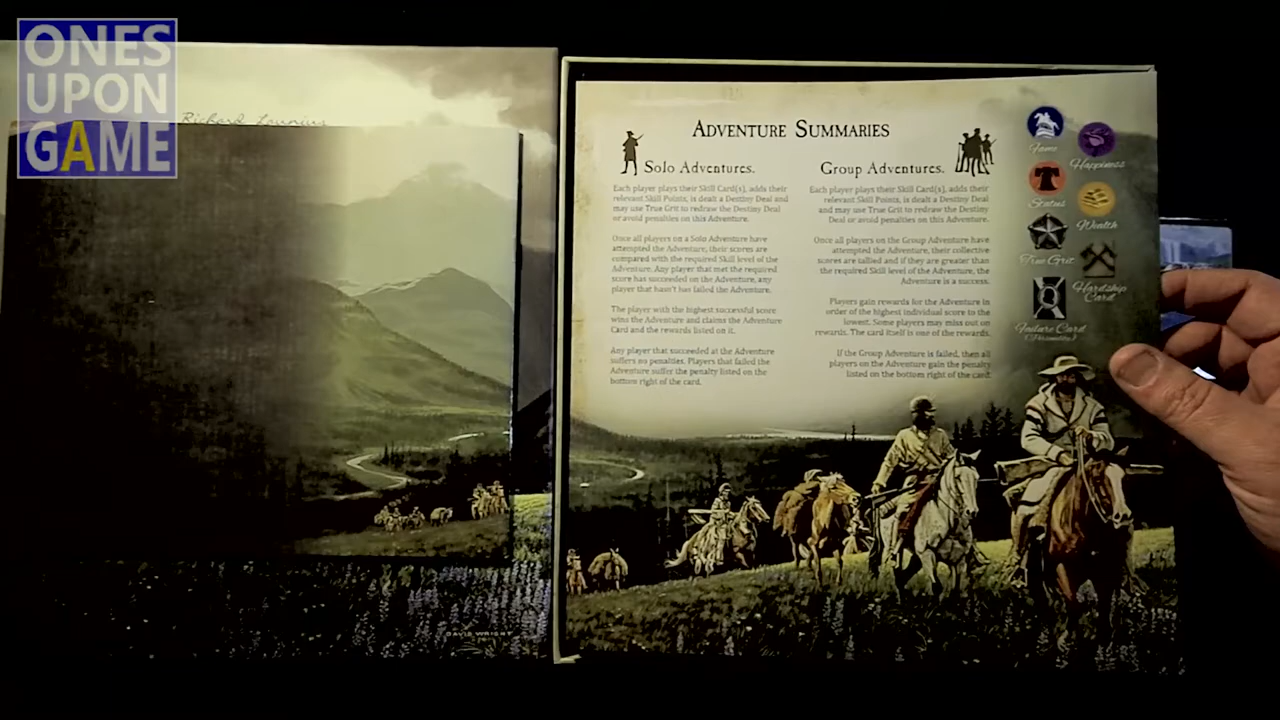 ONES
UPON
GAME
Richard Launius
ADVENTURE SUMMARIES
Solo Adventures.
Each player plays their Skill Card(s), adds their
relevant Skill Points, is dealt a Destiny Deal and
may use True Grit to redraw the Destiny Deal
or avoid penalties on this Adventure.
Once all players on a Solo Adventure have
attempted the Adventure, their scores are
compared with the required Skill level of the
Adventure. Any player that met the required
score has succeeded on the Adventure, any
player that hasn't has failed the Adventure.
The player with the highest successful score
wins the Adventure and claims the Adventure
Card and the rewards listed on it.
Any player that succeeded at the Adventure
suffers no penalties. Players that failed the
Adventure suffer the penalty listed on the
bottom right of the card.
Group Adventures.
Each player plays their Skill Card(s), adds their
relevant Skill Points, is dealt a Destiny Deal
and may use True Grit to redraw the Destiny
Deal or avoid penalties on this Adventure.
Once all players on the Group Adventure have
attempted the Adventure, their collective
scores are tallied and if they are greater than
the required Skill level of the Adventure, the
Adventure is a success.
Players gain rewards for the Adventure in
order of the highest individual score to the
lowest. Some players may miss out on
rewards. The card itself is one of the rewards.
If the Group Adventure is failed, then all
players on the Adventure gain the penalty
listed on the bottom right of the card.
Fame
Happiness
Status
Wealth
True Grit
Hardship
Card
Failure Card
(Personality)
DAVID WRIGHT